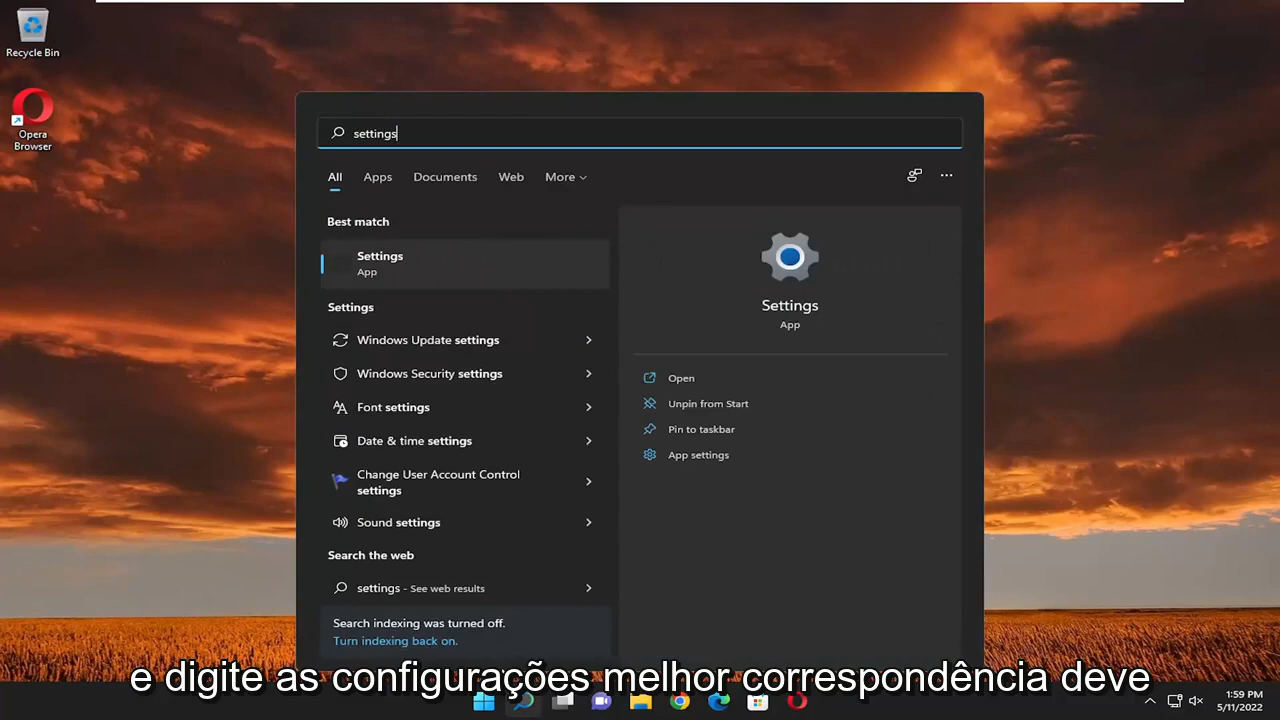 Recycle Bin
Opera
Browser
settings
All Apps Documents Web More
Best match
Settings
App
Settings
Windows Update settings
Windows Security settings
Font settings
Date & time settings
Change User Account Control
settings
Sound settings
Search the web
settings - See web results
Search indexing was turned off.
Turn indexing back on.
Settings
App
Open
Unpin from Start
Pin to taskbar
App settings
e digite as configurações melhor correspondência deve
1:59 PM
5/11/2022